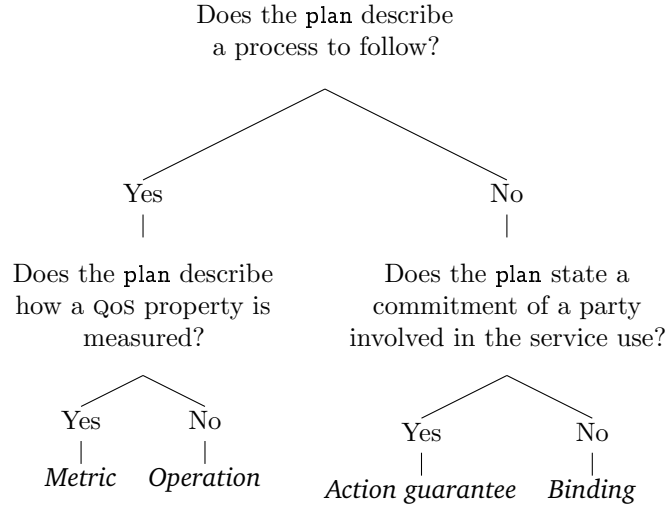 Does the plan describe
a process to follow?
Yes
No
Does the plan describe
how a QoS property is
measured?
Does the plan state a
commitment of a party
involved in the service use?
Yes
No
Yes
No
Metric
Operation
Action guarantee
Binding